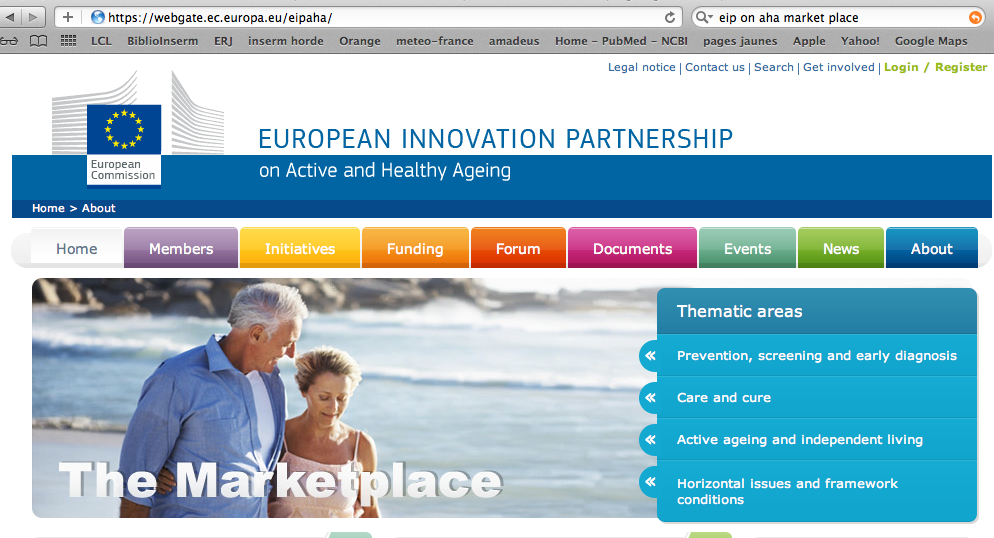 https://webgate.ec.europa.eu/eipaha/
eip on aha market place
LCL BiblioInserm ERJ inserm horde Orange meteo-france amadeus Home - PubMed - NCBI pages jaunes Apple Yahoo! Google Maps
Legal notice | Contact us | Search | Get involved | Login / Register
European
Commission
EUROPEAN INNOVATION PARTNERSHIP
on Active and Healthy Ageing
Home > About
Home Members Initiatives Funding Forum Documents Events News About
The Marketplace
Thematic areas
Prevention, screening and early diagnosis
Care and cure
Active ageing and independent living
Horizontal issues and framework
conditions